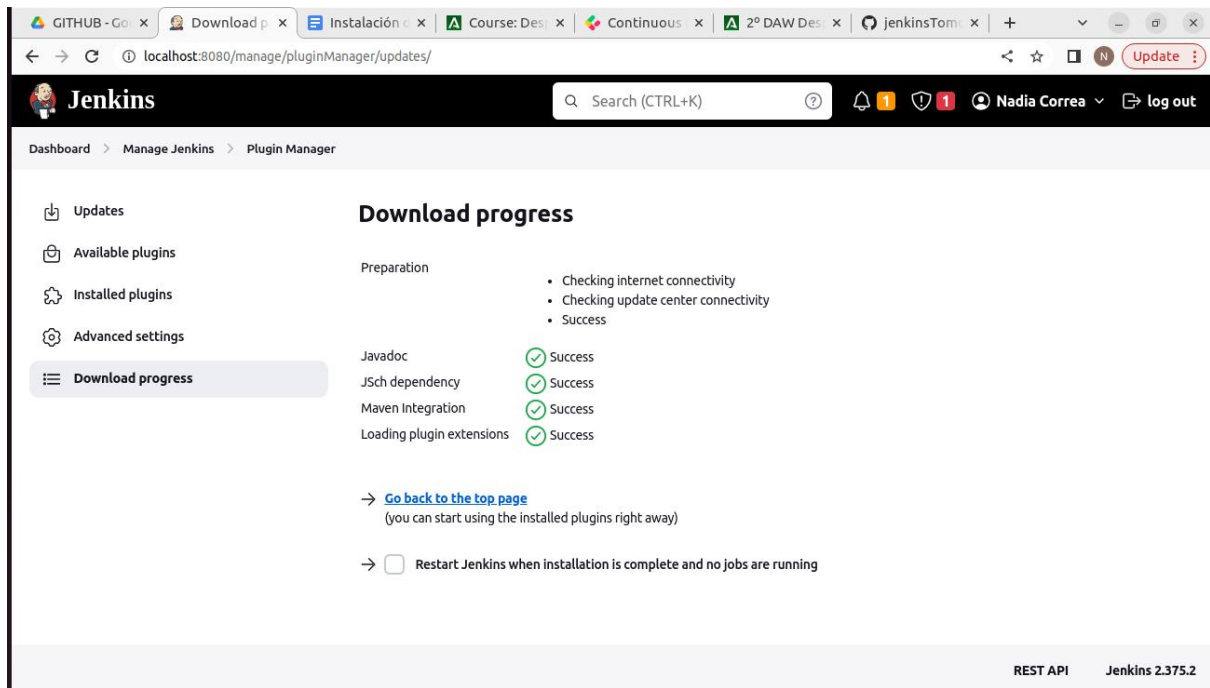 GITHUB - Go
Download p
Instalación
Course: Des
Continuous
2º DAW Des
jenkinsTom
localhost:8080/manage/pluginManager/updates/
N
Update
Jenkins
Search (CTRL+K)
1
1
Nadia Correa
log out
Dashboard > Manage Jenkins > Plugin Manager
Updates
Available plugins
Installed plugins
Advanced settings
Download progress
Download progress
Preparation
• Checking internet connectivity
• Checking update center connectivity
• Success
Javadoc Success
JSch dependency Success
Maven Integration Success
Loading plugin extensions Success
→ Go back to the top page
(you can start using the installed plugins right away)
→ Restart Jenkins when installation is complete and no jobs are running
REST API Jenkins 2.375.2